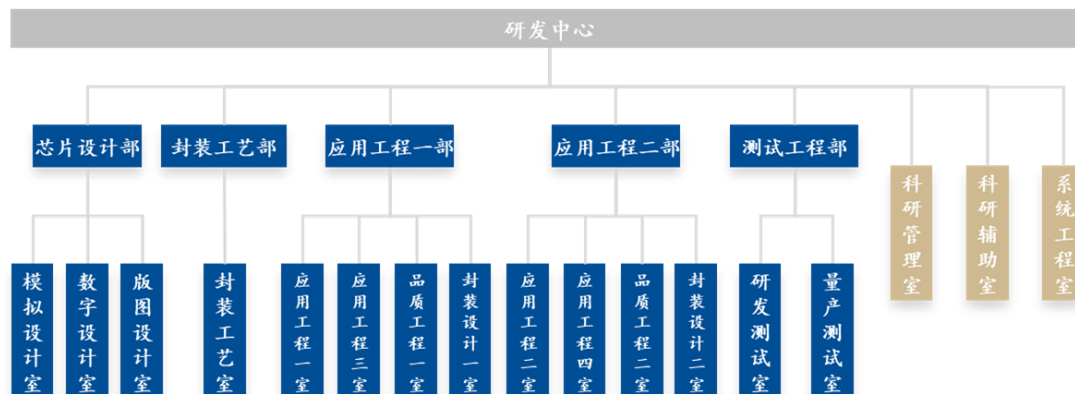 研发中心
芯片设计部
封装工艺部
应用工程一部
应用工程二部
测试工程部
科研管理室
科研辅助室
系统工程室
模拟设计室
数字设计室
版图设计室
封装工艺室
应用工程一室
应用工程三室
品质工程一室
封装设计一室
应用工程二室
应用工程四室
品质工程二室
封装设计二室
研发测试室
量产测试室